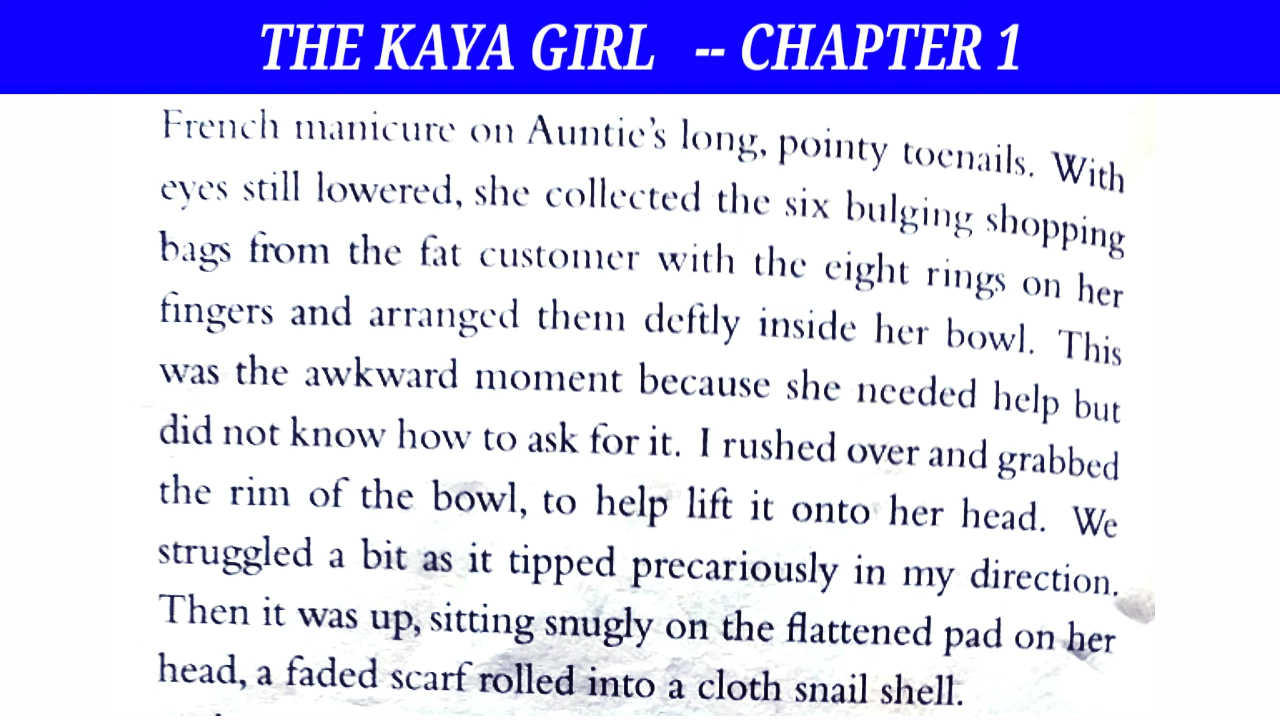 THE KAYA GIRL -- CHAPTER 1
French manicure on Auntie's long, pointy toenails. With
eyes still lowered, she collected the six bulging shopping
bags from the fat customer with the eight rings on her
fingers and arranged them deftly inside her bowl. This
was the awkward moment because she needed help but
did not know how to ask for it. I rushed over and grabbed
the rim of the bowl, to help lift it onto her head. We
struggled a bit as it tipped precariously in my direction.
Then it was up, sitting snugly on the flattened pad on her
head, a faded scarf rolled into a cloth snail shell.